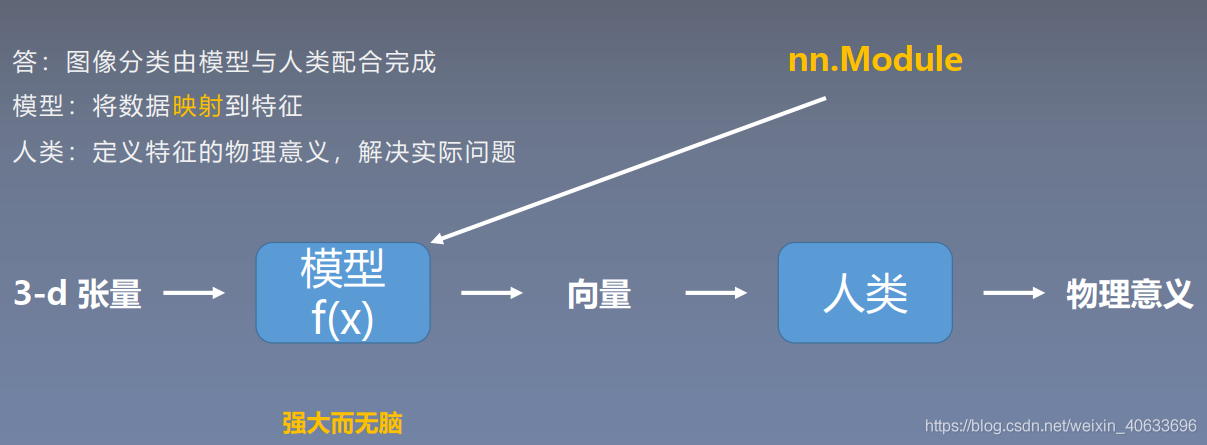 答：图像分类由模型与人类配合完成
模型：将数据映射到特征
人类：定义特征的物理意义，解决实际问题
nn.Module
3-d 张量
模型
f(x)
向量
人类
物理意义
强大而无脑
https://blog.csdn.net/weixin_40633696